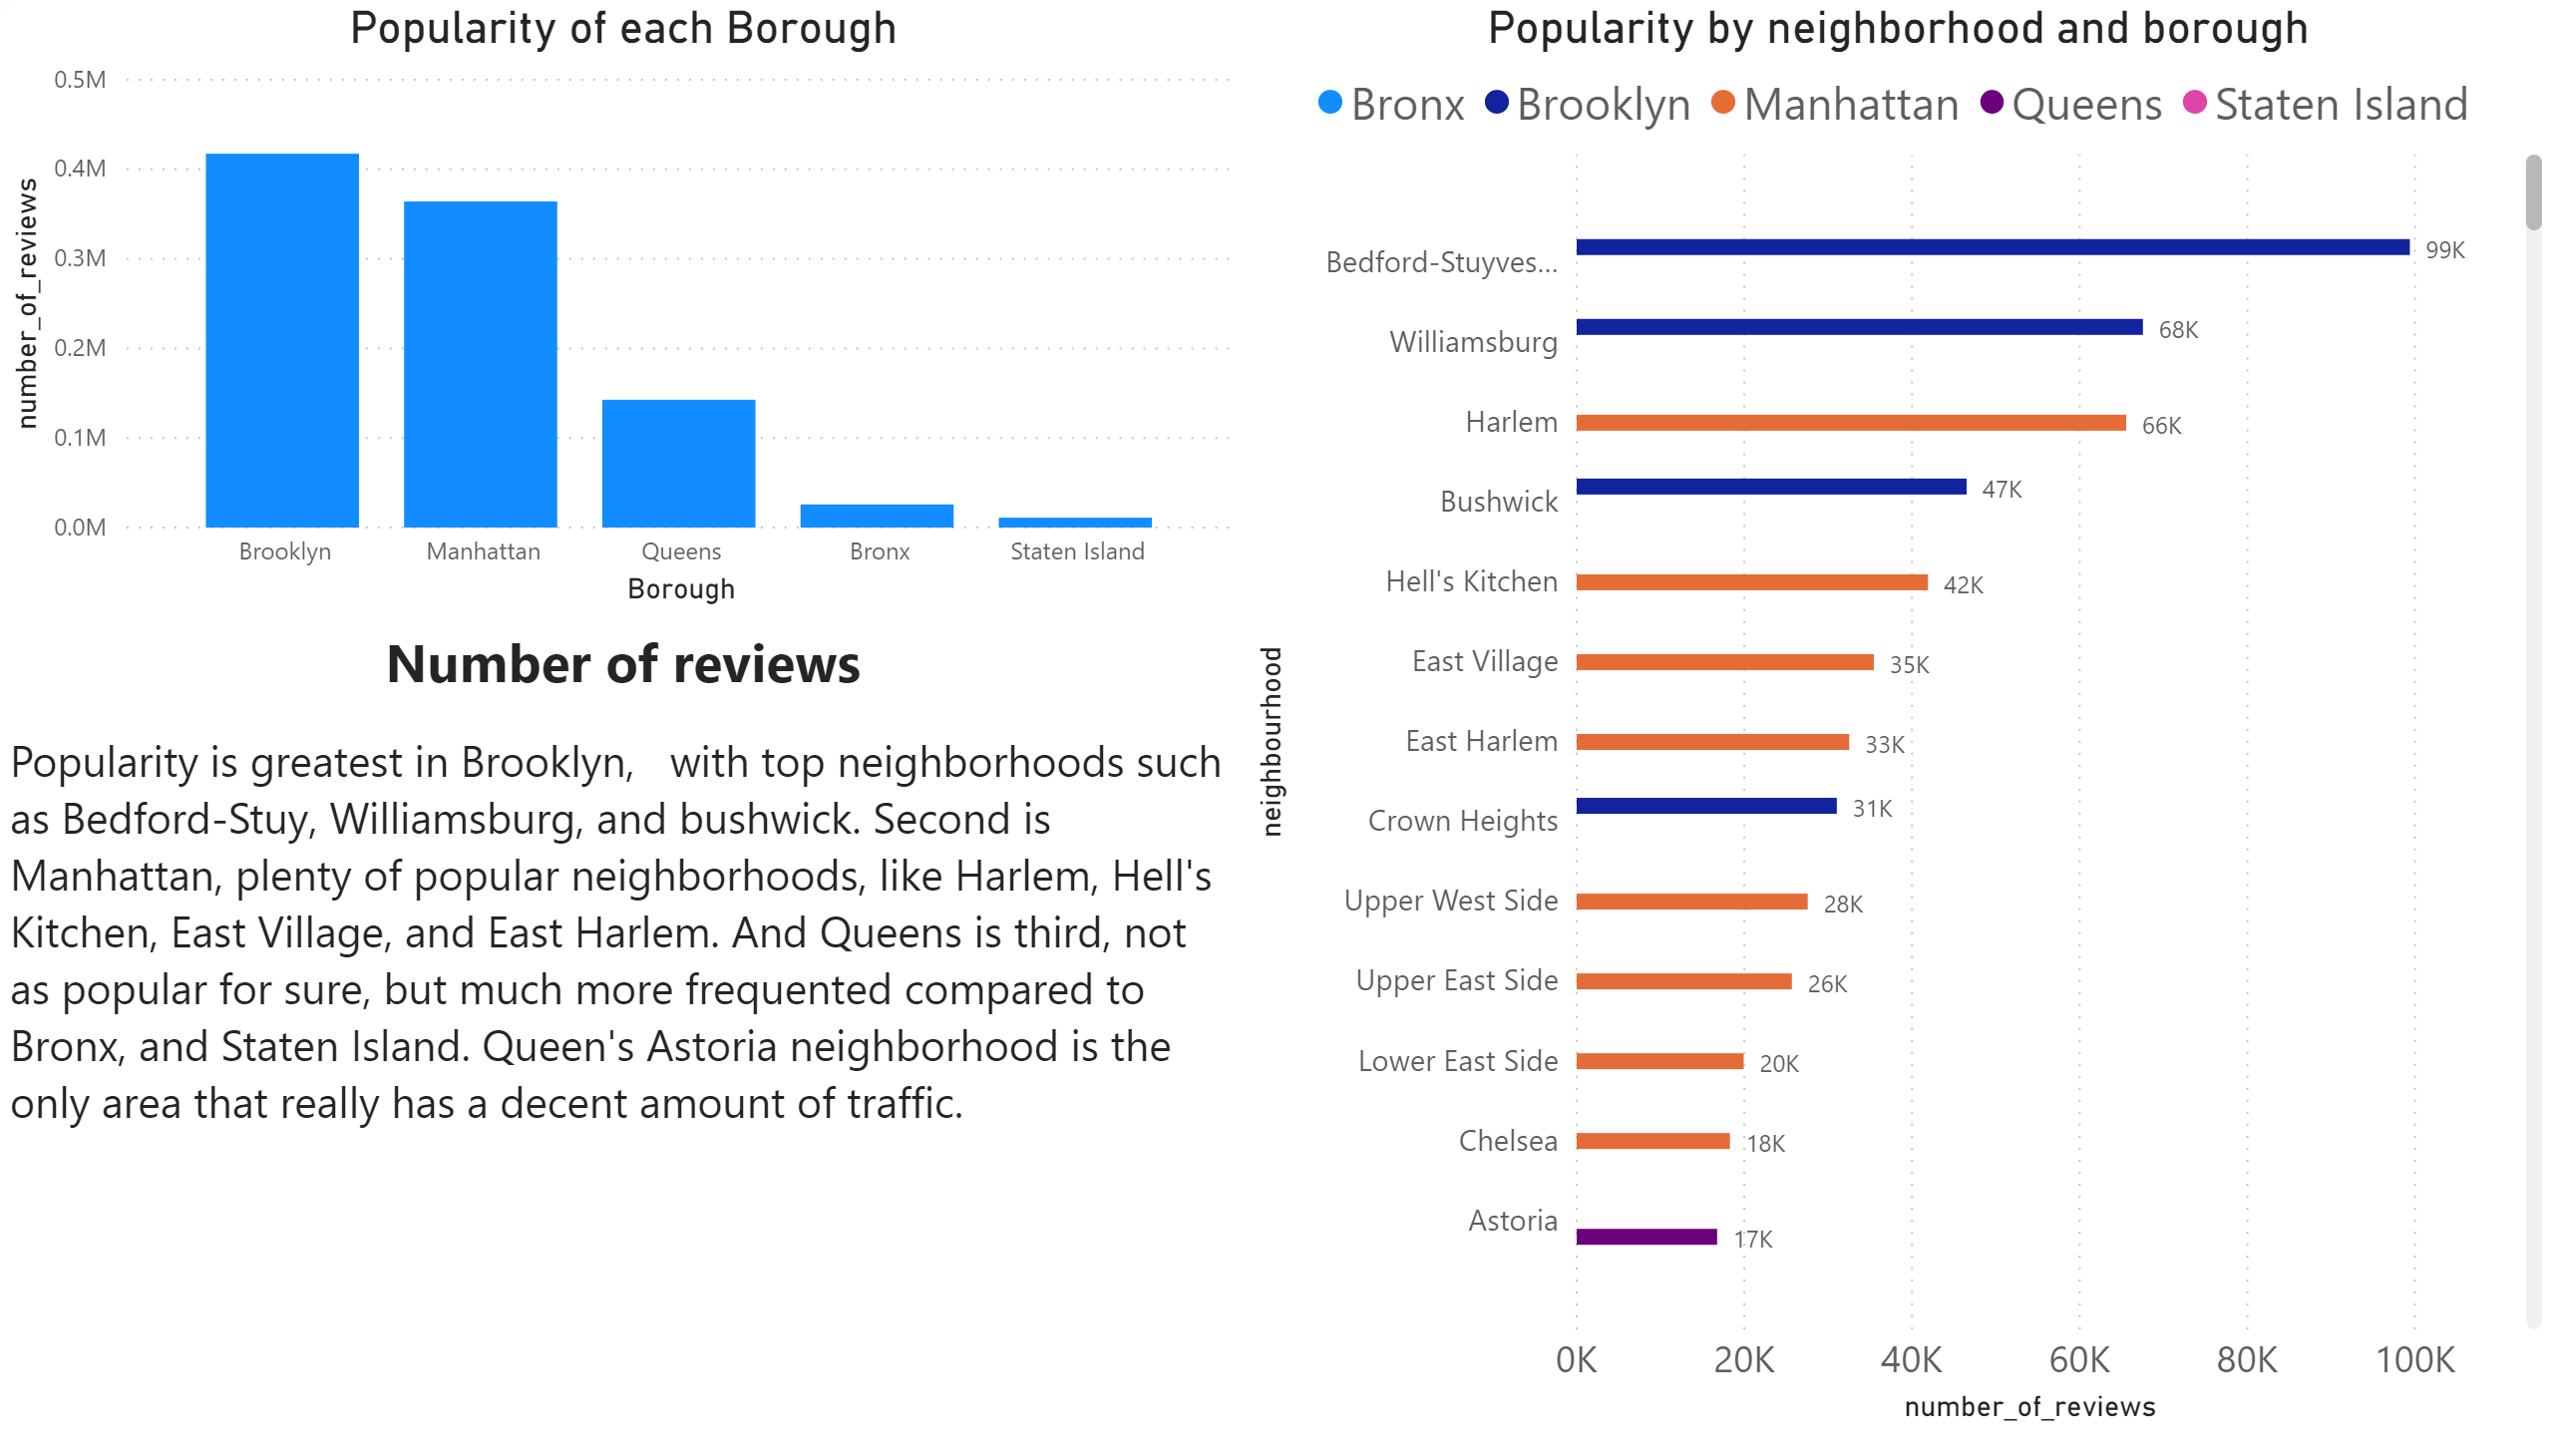 Popularity of each Borough
number_of_reviews
0.5M
0.4M
0.3M
0.2M
0.1M
0.0M
Brooklyn Manhattan Queens Bronx Staten Island
Borough
Number of reviews
Popularity is greatest in Brooklyn,   with top neighborhoods such
as Bedford-Stuy, Williamsburg, and bushwick. Second is
Manhattan, plenty of popular neighborhoods, like Harlem, Hell's
Kitchen, East Village, and East Harlem. And Queens is third, not
as popular for sure, but much more frequented compared to
Bronx, and Staten Island. Queen's Astoria neighborhood is the
only area that really has a decent amount of traffic.
Popularity by neighborhood and borough
Bronx Brooklyn Manhattan Queens Staten Island
neighbourhood
Bedford-Stuyves... 99K
Williamsburg 68K
Harlem 66K
Bushwick 47K
Hell's Kitchen 42K
East Village 35K
East Harlem 33K
Crown Heights 31K
Upper West Side 28K
Upper East Side 26K
Lower East Side 20K
Chelsea 18K
Astoria 17K
0K 20K 40K 60K 80K 100K
number_of_reviews